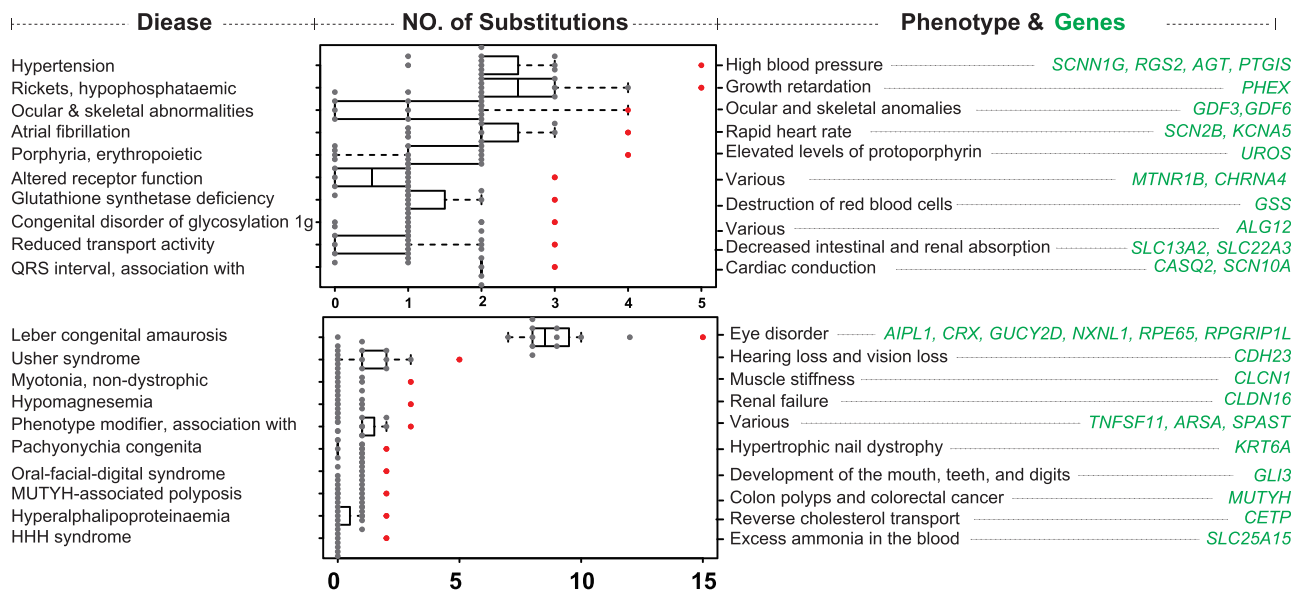 Diease NO. of Substitutions Phenotype & Genes
Hypertension High blood pressure SCNN1G, RGS2, AGT, PTGIS
Rickets, hypophosphataemic Growth retardation PHEX
Ocular & skeletal abnormalities Ocular and skeletal anomalies GDF3,GDF6
Atrial fibrillation Rapid heart rate SCN2B, KCNA5
Porphyria, erythropoietic Elevated levels of protoporphyrin UROS
Altered receptor function Various MTNR1B, CHRNA4
Glutathione synthetase deficiency Destruction of red blood cells GSS
Congenital disorder of glycosylation 1g Various ALG12
Reduced transport activity Decreased intestinal and renal absorption SLC13A2, SLC22A3
QRS interval, association with Cardiac conduction CASQ2, SCN10A
0 1 2 3 4 5
Leber congenital amaurosis Eye disorder AIPL1, CRX, GUCY2D, NXNL1, RPE65, RPGRIP1L
Usher syndrome Hearing loss and vision loss CDH23
Myotonia, non-dystrophic Muscle stiffness CLCN1
Hypomagnesemia Renal failure CLDN16
Phenotype modifier, association with Various TNFSF11, ARSA, SPAST
Pachyonychia congenita Hypertrophic nail dystrophy KRT6A
Oral-facial-digital syndrome Development of the mouth, teeth, and digits GLI3
MUTYH-associated polyposis Colon polyps and colorectal cancer MUTYH
Hyperalphalipoproteinaemia Reverse cholesterol transport CETP
HHH syndrome Excess ammonia in the blood SLC25A15
0 5 10 15